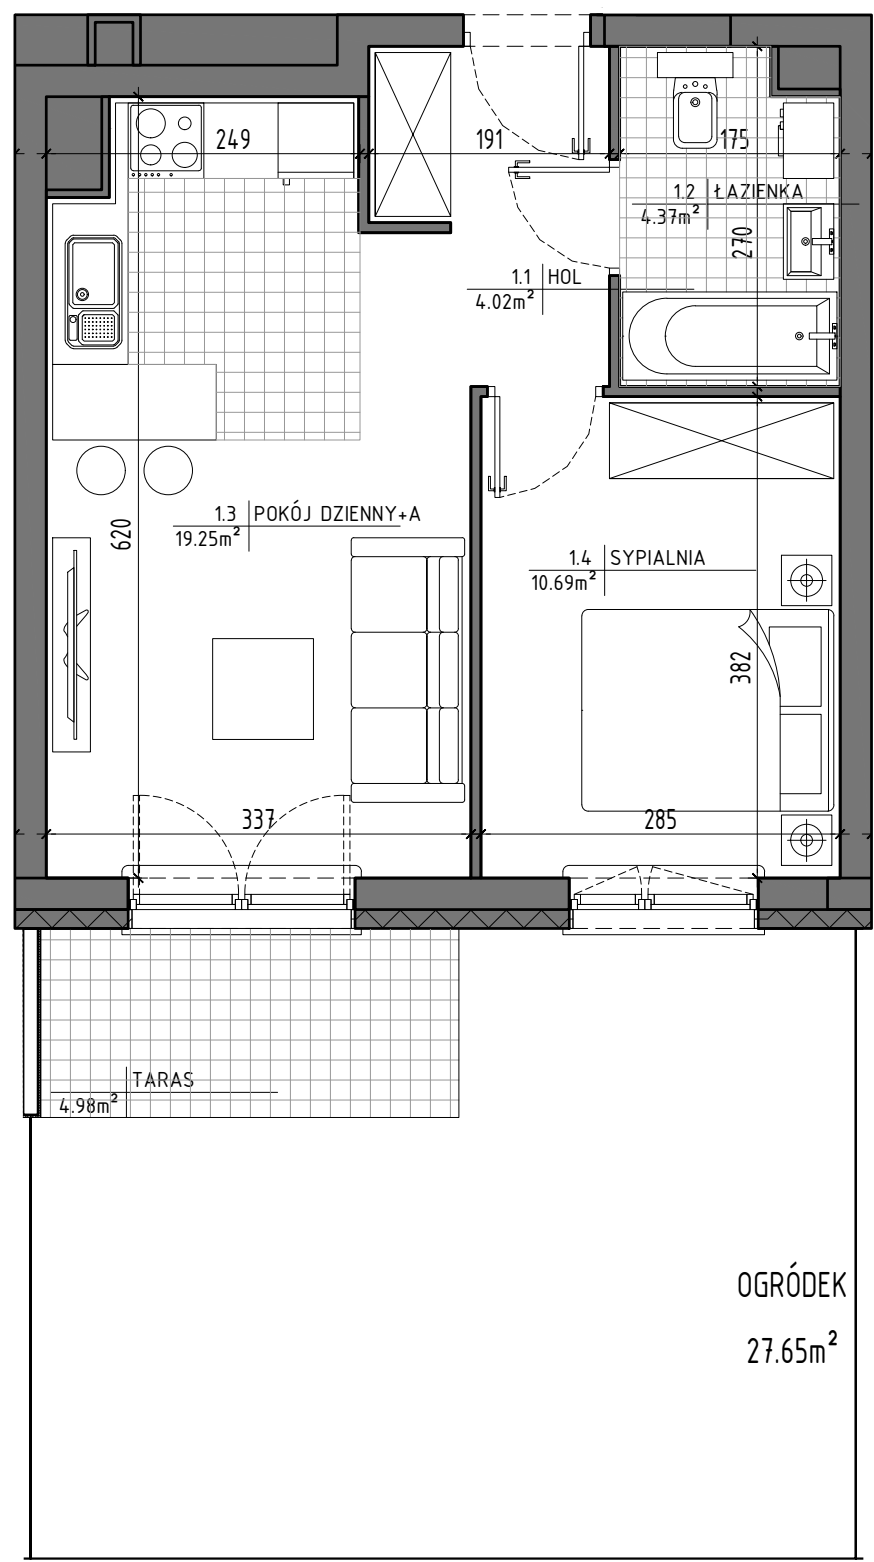 249
191
175
1.2 ŁAZIENKA
4.37m²
270
1.1 HOL
4.02m²
1.3 POKÓJ DZIENNY+A
19.25m²
620
1.4 SYPIALNIA
10.69m²
382
337
285
TARAS
4.98m²
OGRÓDEK
27.65m²